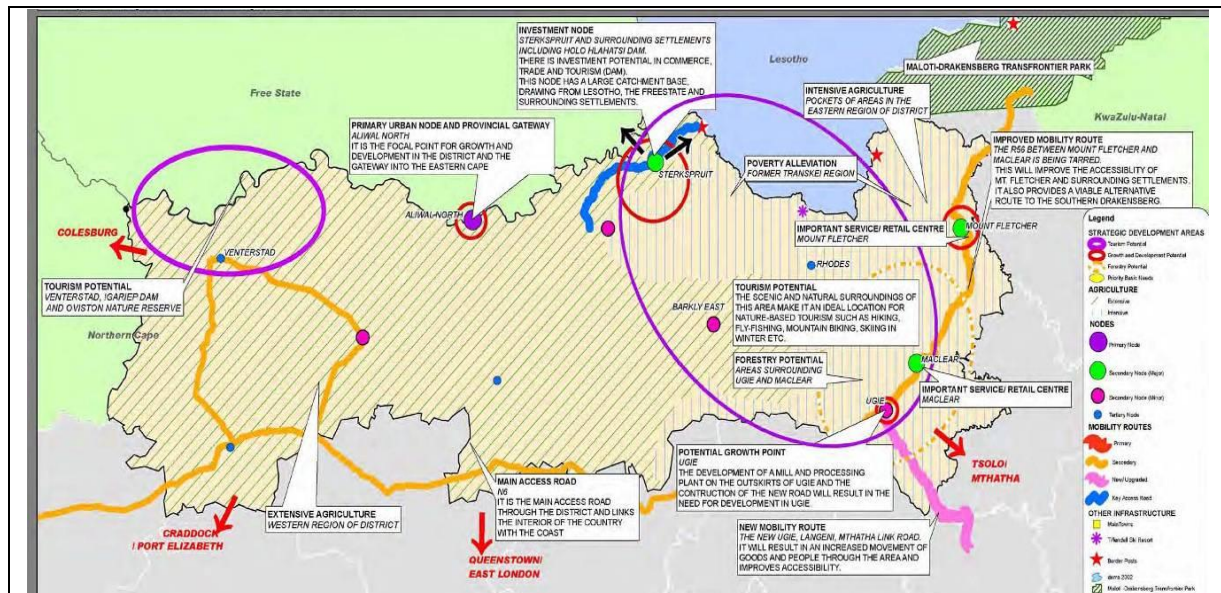 INVESTMENT NODE
STERKSPRUIT AND SURROUNDING SETTLEMENTS
INCLUDING HOLO HLAHATSI DAM.
THERE IS INVESTMENT POTENTIAL IN COMMERCE,
TRADE AND TOURISM (DAM).
THIS NODE HAS A LARGE CATCHMENT BASE,
DRAWING FROM LESOTHO, THE FREESTATE AND
SURROUNDING SETTLEMENTS.
Lesotho
MALOTI-DRAKENSBERG TRANSFRONTIER PARK
Free State
INTENSIVE AGRICULTURE
POCKETS OF AREAS IN THE
EASTERN REGION OF DISTRICT
KwaZulu-Natal
PRIMARY URBAN NODE AND PROVINCIAL GATEWAY
ALIWAL NORTH
IT IS THE FOCAL POINT FOR GROWTH AND
DEVELOPMENT IN THE DISTRICT AND THE
GATEWAY INTO THE EASTERN CAPE
IMPROVED MOBILITY ROUTE
THE R56 BETWEEN MOUNT FLETCHER AND
MACLEAR IS BEING TARRED.
THIS WILL IMPROVE THE ACCESSIBILITY OF
MT. FLETCHER AND SURROUNDING SETTLEMENTS.
IT ALSO PROVIDES A VIABLE ALTERNATIVE
ROUTE TO THE SOUTHERN DRAKENSBERG.
POVERTY ALLEVIATION
FORMER TRANSKEI REGION
STERKSPRUIT
ALIWAL-NORTH
COLESBURG
VENTERSTAD
IMPORTANT SERVICE/ RETAIL CENTRE
MOUNT FLETCHER
MOUNT FLETCHER
RHODES
TOURISM POTENTIAL
VENTERSTAD, !GARIEP DAM
AND OVISTON NATURE RESERVE
Northern Cape
TOURISM POTENTIAL
THE SCENIC AND NATURAL SURROUNDINGS OF
THIS AREA MAKE IT AN IDEAL LOCATION FOR
NATURE-BASED TOURISM SUCH AS HIKING,
FLY-FISHING, MOUNTAIN BIKING, SKIING IN
WINTER ETC.
BARKLY EAST
FORESTRY POTENTIAL
AREAS SURROUNDING
UGIE AND MACLEAR
MACLEAR
IMPORTANT SERVICE/ RETAIL CENTRE
MACLEAR
UGIE
POTENTIAL GROWTH POINT
UGIE
THE DEVELOPMENT OF A MILL AND PROCESSING
PLANT ON THE OUTSKIRTS OF UGIE AND THE
CONTRUCTION OF THE NEW ROAD WILL RESULT IN THE
NEED FOR DEVELOPMENT IN UGIE.
TSOLO/
MTHATHA
MAIN ACCESS ROAD
N6
IT IS THE MAIN ACCESS ROAD
THROUGH THE DISTRICT AND LINKS
THE INTERIOR OF THE COUNTRY
WITH THE COAST
EXTENSIVE AGRICULTURE
WESTERN REGION OF DISTRICT
CRADDOCK
/ PORT ELIZABETH
QUEENSTOWN/
EAST LONDON
NEW MOBILITY ROUTE
THE NEW UGIE, LANGENI, MTHATHA LINK ROAD.
IT WILL RESULT IN AN INCREASED MOVEMENT OF
GOODS AND PEOPLE THROUGH THE AREA AND
IMPROVES ACCESSIBILITY.
Legend
STRATEGIC DEVELOPMENT AREAS
Tourism Potential
Growth and Development Potential
Forestry Potential
Priority Basic Needs
AGRICULTURE
Extensive
Intensive
NODES
Primary Node
Secondary Node (Major)
Secondary Node (Minor)
Tertiary Node
MOBILITY ROUTES
Primary
Secondary
New/ Upgraded
Key Access Road
OTHER INFRASTRUCTURE
Main Towns
Tiffendell Ski Resort
Border Posts
dams 2002
Maloti -Drakensberg Transfrontier Park